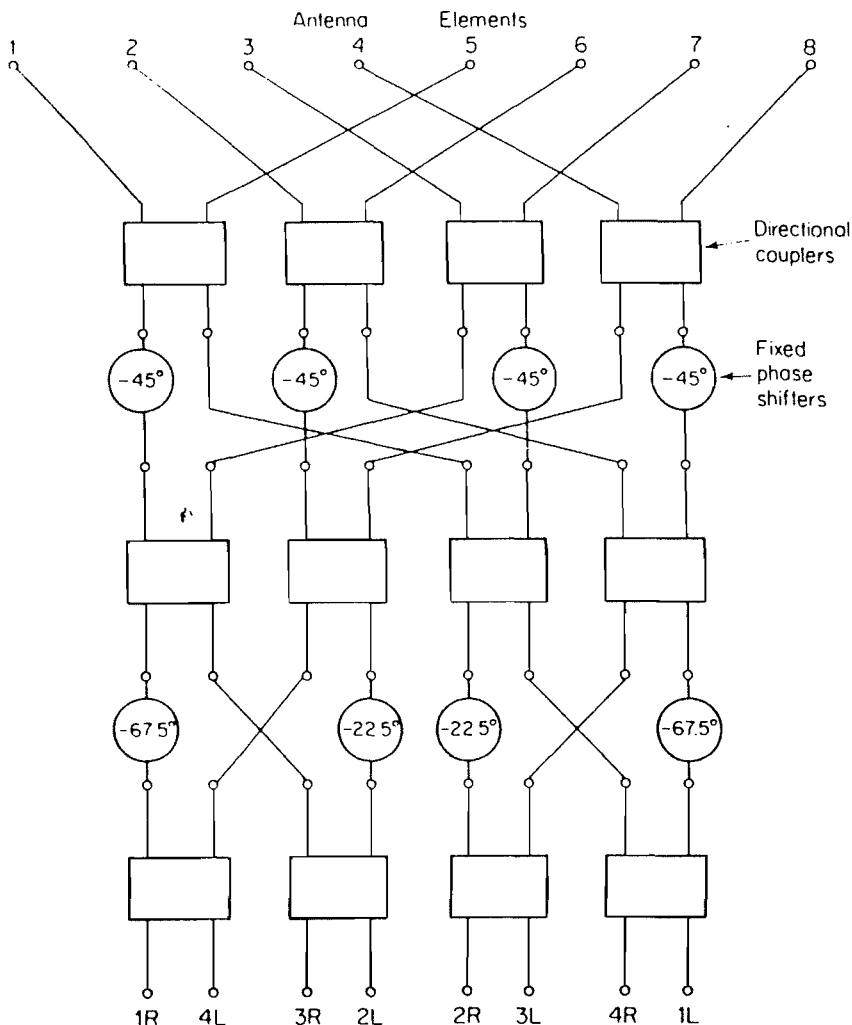 Antenna Elements
1 2 3 4 5 6 7 8
Directional
couplers
-45° -45° -45° -45°
Fixed
phase
shifters
-67.5° -22.5° -22.5° -67.5°
1R 4L 3R 2L 2R 3L 4R 1L